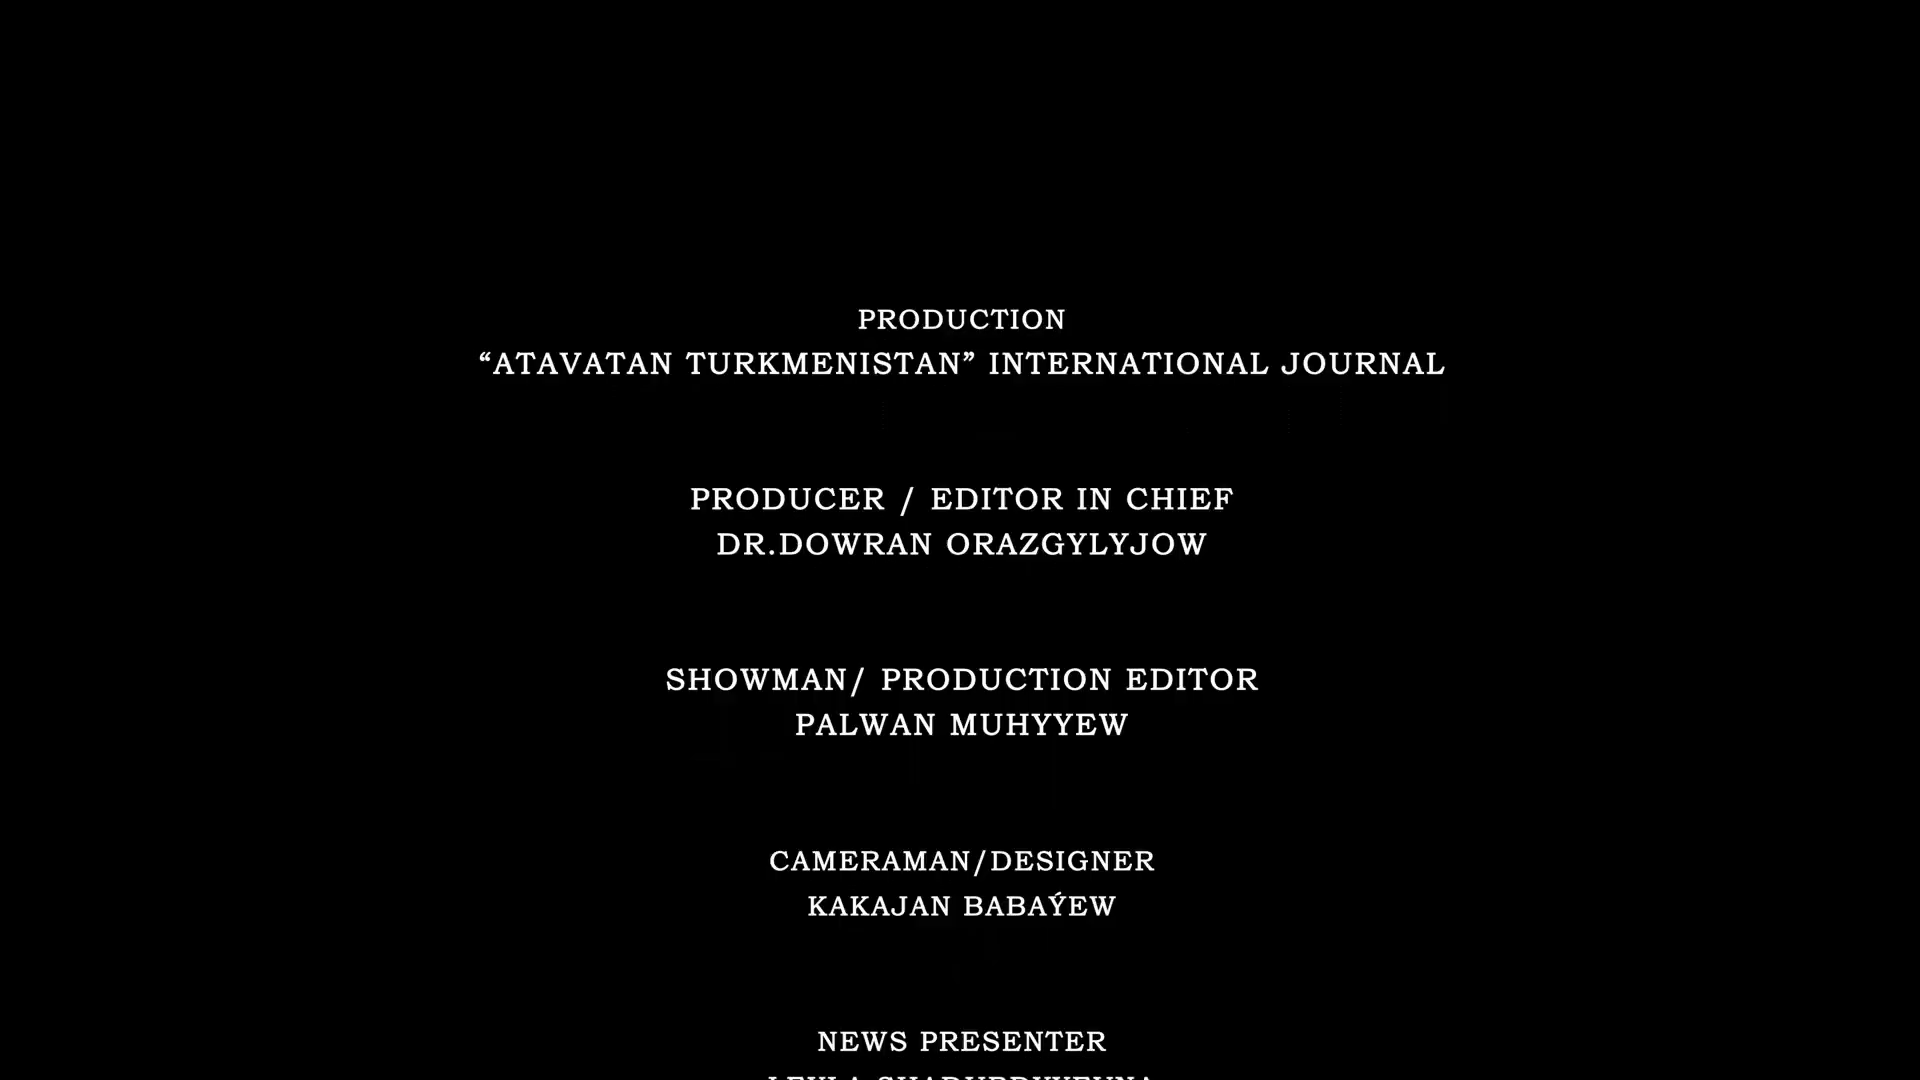 PRODUCTION
“ATAVATAN TURKMENISTAN” INTERNATIONAL JOURNAL
PRODUCER / EDITOR IN CHIEF
DR.DOWRAN ORAZGYLYJOW
SHOWMAN/ PRODUCTION EDITOR
PALWAN MUHYYEW
CAMERAMAN/DESIGNER
KAKAJAN BABAÝEW
NEWS PRESENTER